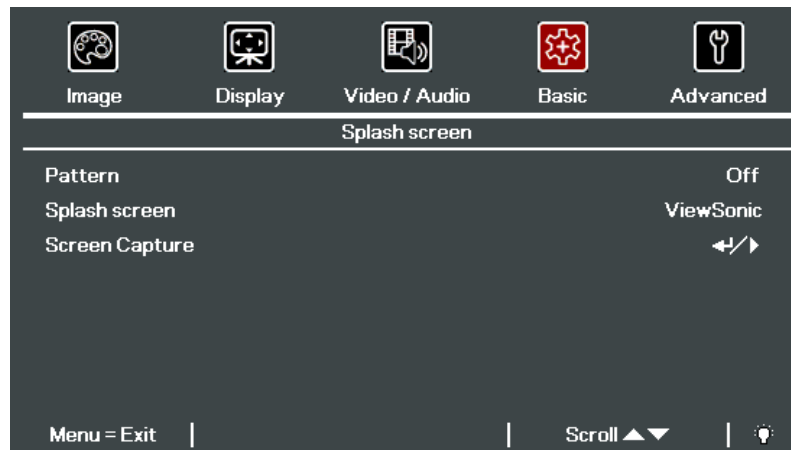 Image Display Video / Audio Basic Advanced
Splash screen
Pattern Off
Splash screen ViewSonic
Screen Capture
Menu = Exit Scroll